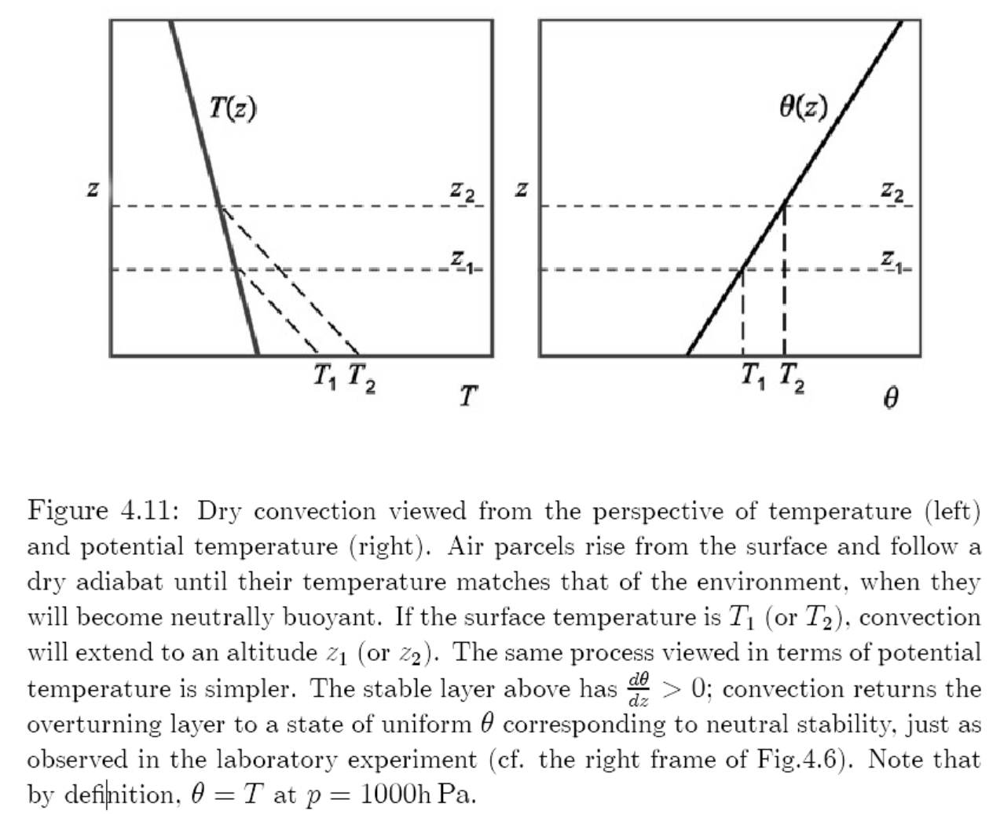 T(z)
θ(z)
z
z₂
z
z₂
z₁
z₁
T₁ T₂
T
T₁ T₂
θ
Figure 4.11: Dry convection viewed from the perspective of temperature (left)
and potential temperature (right). Air parcels rise from the surface and follow a
dry adiabat until their temperature matches that of the environment, when they
will become neutrally buoyant. If the surface temperature is T₁ (or T₂), convection
will extend to an altitude z₁ (or z₂). The same process viewed in terms of potential
temperature is simpler. The stable layer above has dθ/dz > 0; convection returns the
overturning layer to a state of uniform θ corresponding to neutral stability, just as
observed in the laboratory experiment (cf. the right frame of Fig.4.6). Note that
by definition, θ = T at p = 1000h Pa.